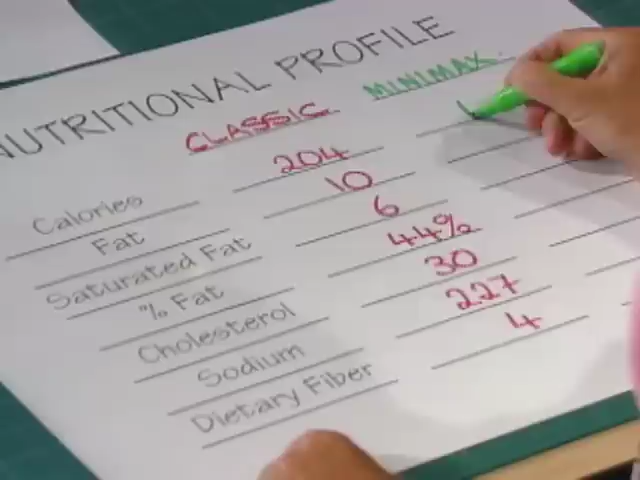 NUTRITIONAL PROFILE
CLASSIC MINIMAX
Calories 204
Fat 10
Saturated Fat 6
% Fat 44%
Cholesterol 30
Sodium 227
Dietary Fiber 4